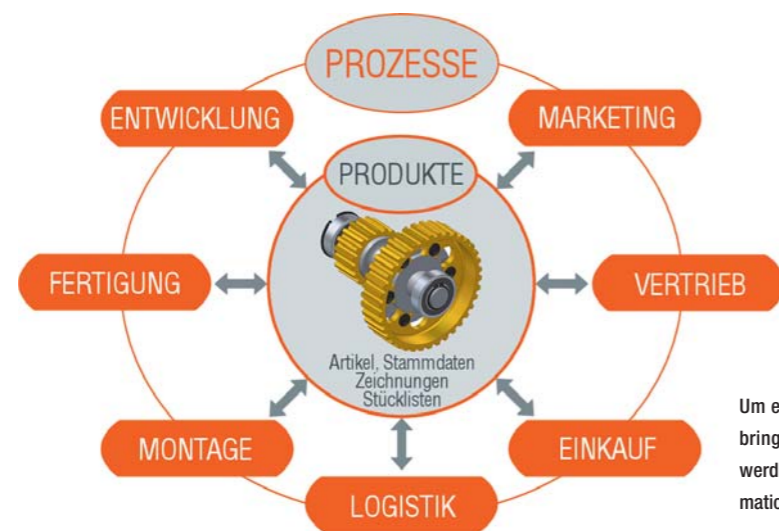 PROZESSE
ENTWICKLUNG
MARKETING
PRODUKTE
FERTIGUNG
VERTRIEB
Artikel, Stammdaten
Zeichnungen
Stücklisten
MONTAGE
EINKAUF
LOGISTIK
Um e
bring
werd
matio